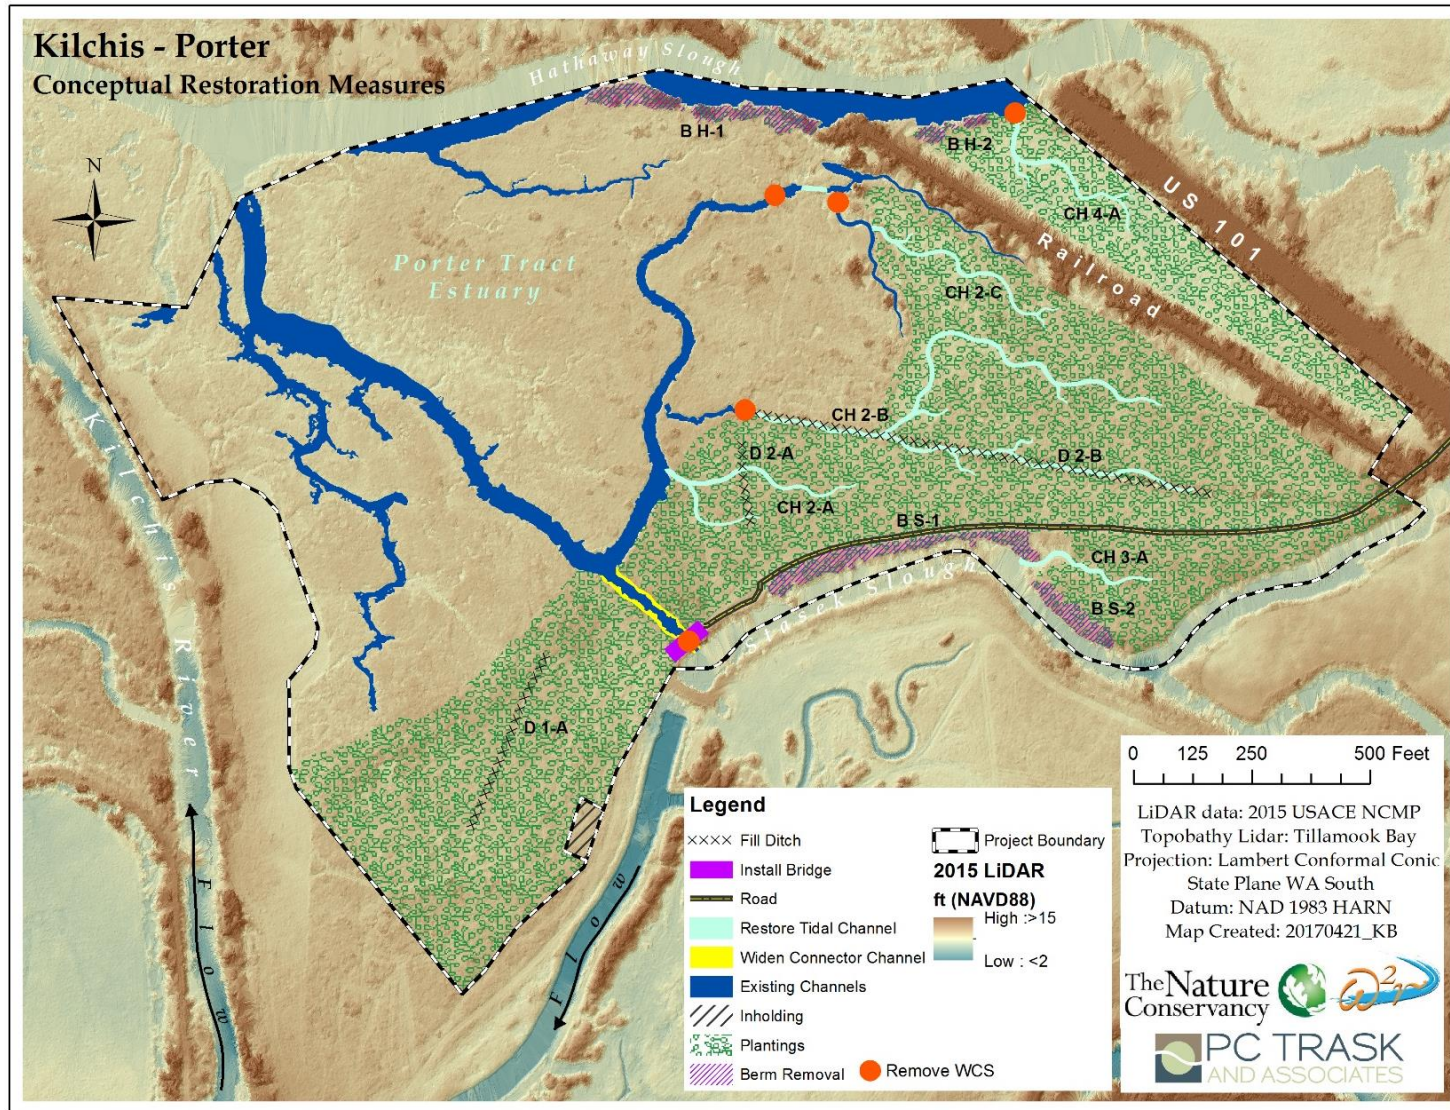 Kilchis - Porter
Conceptual Restoration Measures
Hathaway Slough
N
B H-1
B H-2
CH 4-A
US 101
Railroad
Porter Tract
Estuary
CH 2-C
CH 2-B
D 2-A
D 2-B
CH 2-A
B S-1
CH 3-A
B S-2
Stasek Slough
Kilchis River
D 1-A
Flow
Flow
Legend
Fill Ditch
Install Bridge
Road
Restore Tidal Channel
Widen Connector Channel
Existing Channels
Inholding
Plantings
Berm Removal
Remove WCS
Project Boundary
2015 LiDAR
ft (NAVD88)
High :>15
Low : <2
0 125 250 500 Feet
LiDAR data: 2015 USACE NCMP
Topobathy Lidar: Tillamook Bay
Projection: Lambert Conformal Conic
State Plane WA South
Datum: NAD 1983 HARN
Map Created: 20170421_KB
The Nature
Conservancy
PC TRASK
AND ASSOCIATES